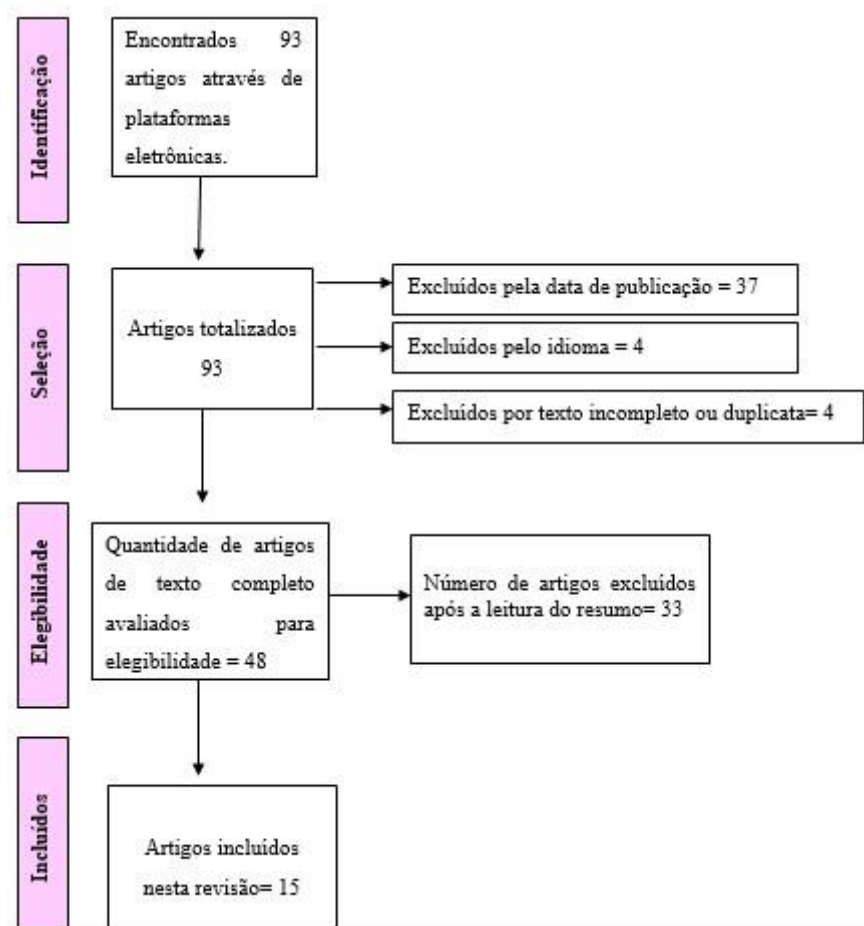 Identificação
Encontrados 93
artigos através de
plataformas
eletrônicas.
Seleção
Artigos totalizados
93
Excluídos pela data de publicação = 37
Excluídos pelo idioma = 4
Excluídos por texto incompleto ou duplicata= 4
Elegibilidade
Quantidade de artigos
de texto completo
avaliados para
elegibilidade = 48
Número de artigos excluídos
após a leitura do resumo= 33
Incluídos
Artigos incluídos
nesta revisão= 15